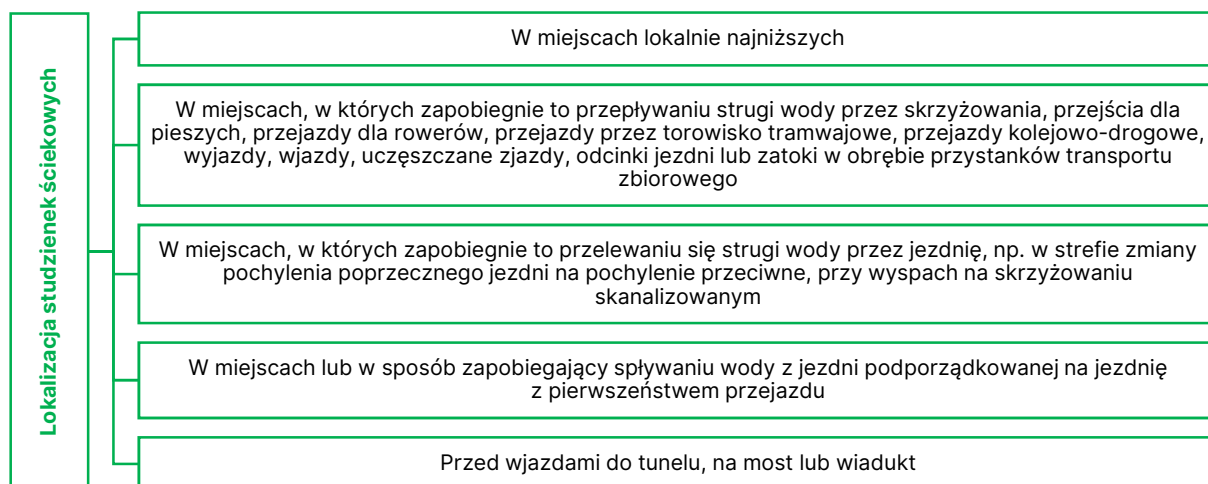 Lokalizacja studzienek ściekowych
W miejscach lokalnie najniższych
W miejscach, w których zapobiegnie to przepływaniu strugi wody przez skrzyżowania, przejścia dla
pieszych, przejazdy dla rowerów, przejazdy przez torowisko tramwajowe, przejazdy kolejowo-drogowe,
wyjazdy, wjazdy, uczęszczane zjazdy, odcinki jezdni lub zatoki w obrębie przystanków transportu
zbiorowego
W miejscach, w których zapobiegnie to przelewaniu się strugi wody przez jezdnię, np. w strefie zmiany
pochylenia poprzecznego jezdni na pochylenie przeciwne, przy wyspach na skrzyżowaniu
skanalizowanym
W miejscach lub w sposób zapobiegający spływaniu wody z jezdni podporządkowanej na jezdnię
z pierwszeństwem przejazdu
Przed wjazdami do tunelu, na most lub wiadukt